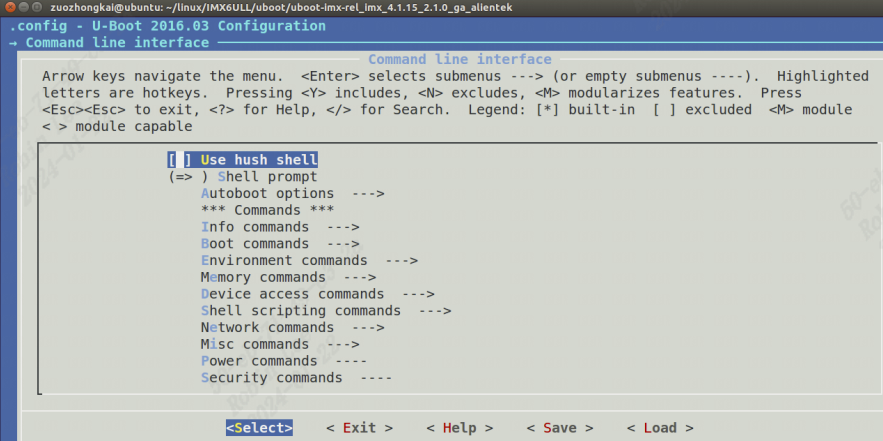 zuozhongkai@ubuntu: ~/linux/IMX6ULL/uboot/uboot-imx-rel_imx_4.1.15_2.1.0_ga_alientek
.config - U-Boot 2016.03 Configuration
→ Command line interface
Command line interface
Arrow keys navigate the menu.  <Enter> selects submenus ---> (or empty submenus ----).  Highlighted
letters are hotkeys.  Pressing <Y> includes, <N> excludes, <M> modularizes features.  Press
<Esc><Esc> to exit, <?> for Help, </> for Search.  Legend: [*] built-in  [ ] excluded  <M> module
< > module capable
[ ] Use hush shell
(=> ) Shell prompt
Autoboot options  --->
*** Commands ***
Info commands  --->
Boot commands  --->
Environment commands  --->
Memory commands  --->
Device access commands  --->
Shell scripting commands  --->
Network commands  --->
Misc commands  --->
Power commands  ----
Security commands  ----
<Select>    < Exit >    < Help >    < Save >    < Load >